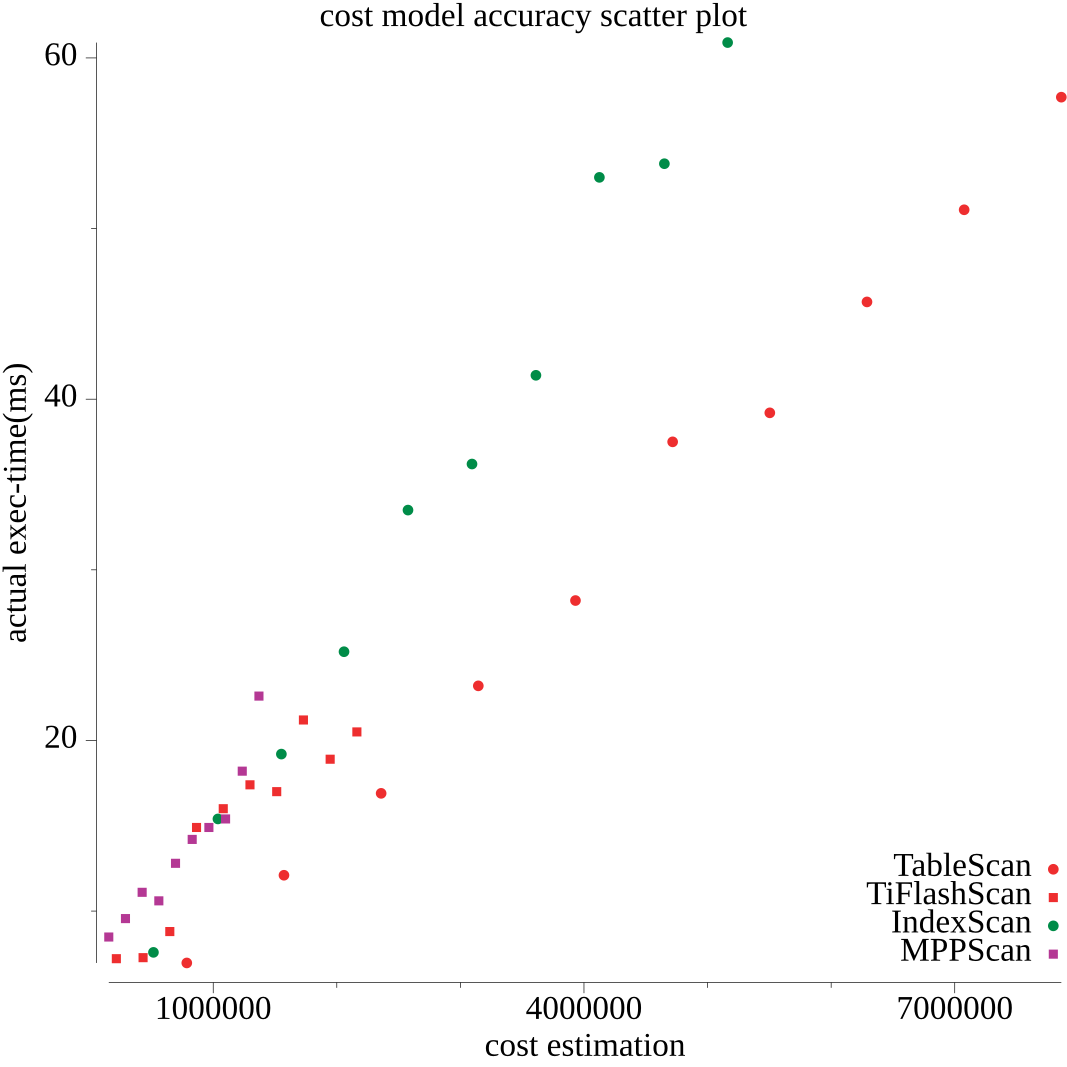 cost model accuracy scatter plot
60
40
20
actual exec-time(ms)
TableScan
TiFlashScan
IndexScan
MPPScan
1000000
4000000
7000000
cost estimation